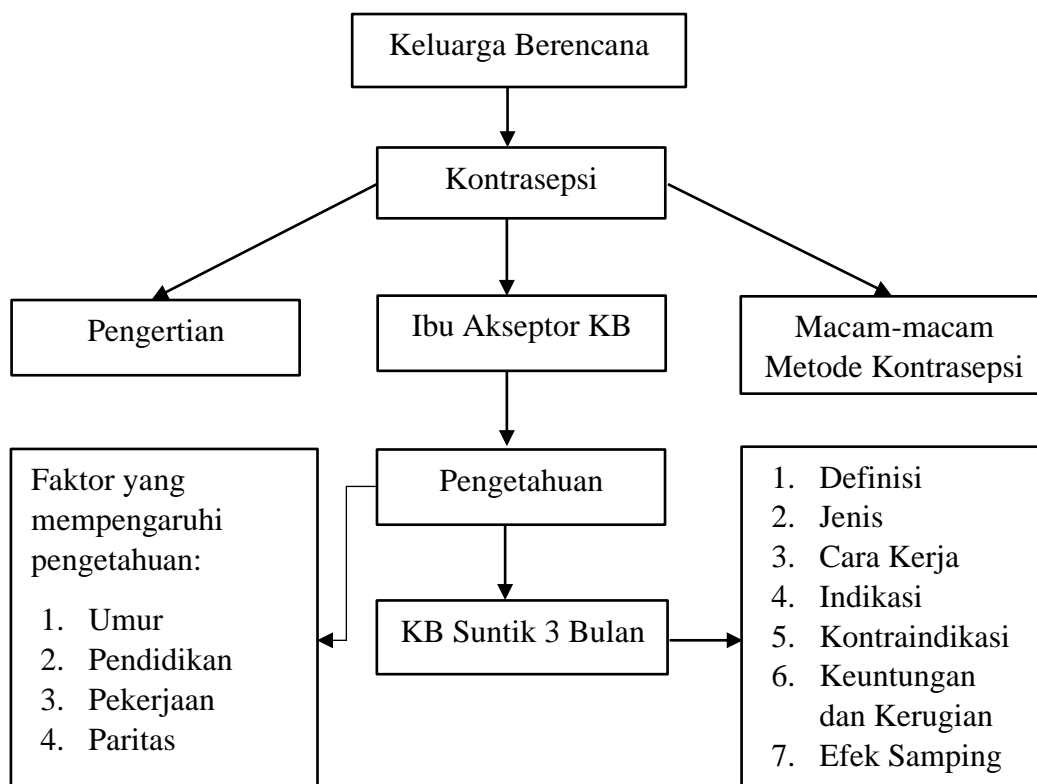 Keluarga Berencana
Kontrasepsi
Pengertian
Ibu Akseptor KB
Macam-macam
Metode Kontrasepsi
Faktor yang
mempengaruhi
pengetahuan:
1. Umur
2. Pendidikan
3. Pekerjaan
4. Paritas
Pengetahuan
KB Suntik 3 Bulan
1. Definisi
2. Jenis
3. Cara Kerja
4. Indikasi
5. Kontraindikasi
6. Keuntungan
dan Kerugian
7. Efek Samping